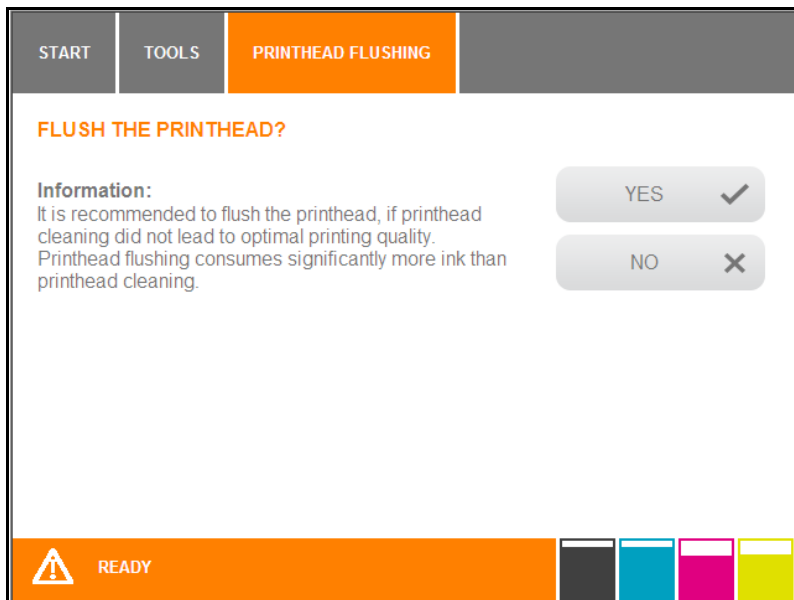 START TOOLS PRINTHEAD FLUSHING
FLUSH THE PRINTHEAD?
Information:
It is recommended to flush the printhead, if printhead
cleaning did not lead to optimal printing quality.
Printhead flushing consumes significantly more ink than
printhead cleaning.
YES
NO
READY